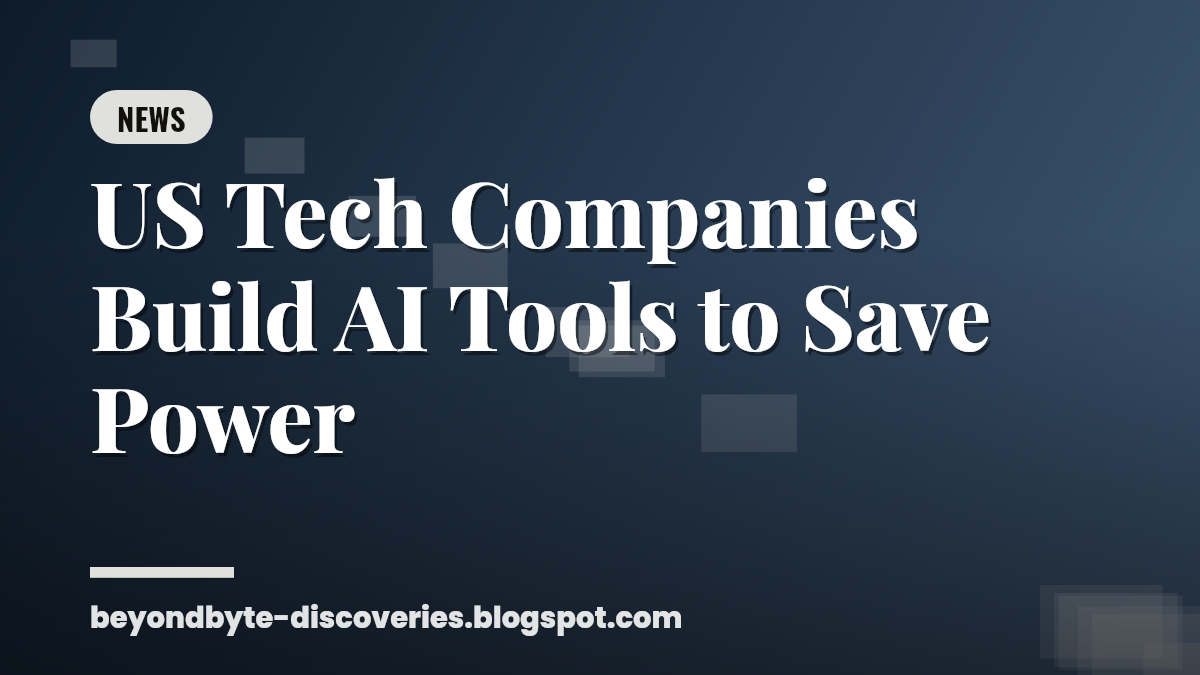 NEWS
US Tech Companies
Build AI Tools to Save
Power
beyondbyte-discoveries.blogspot.com